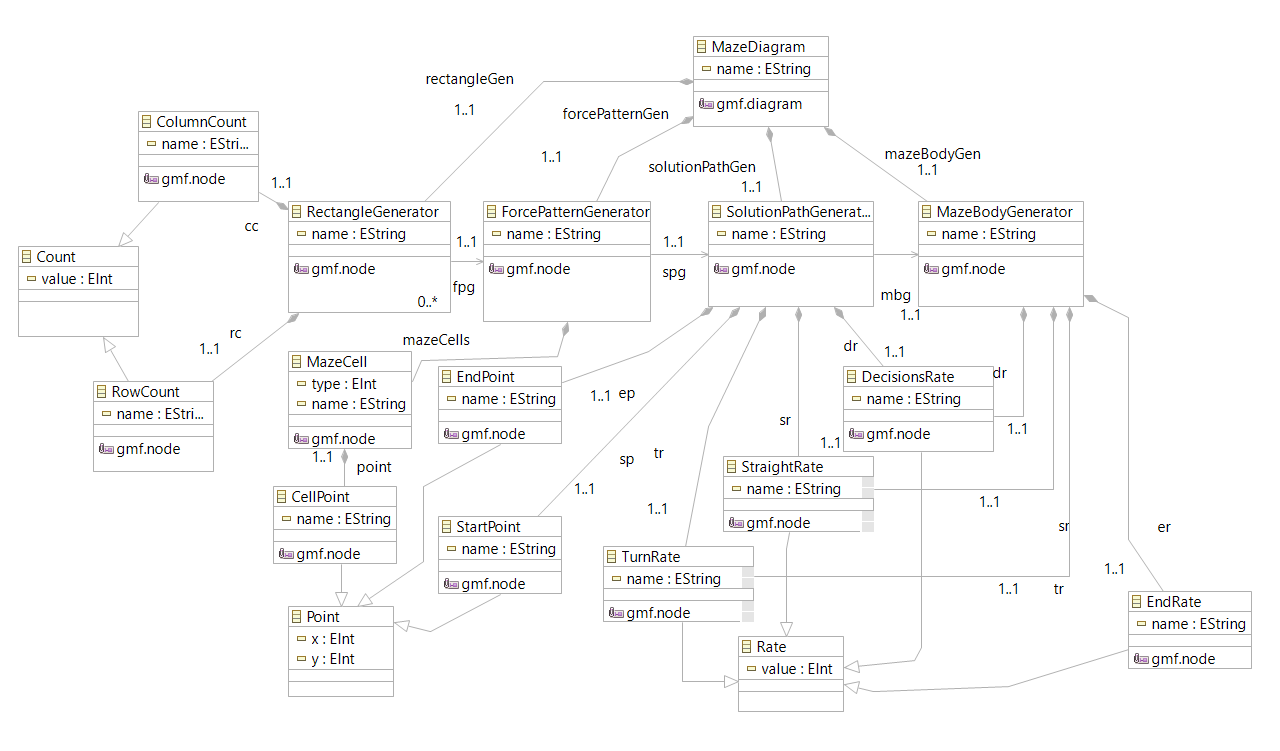 MazeDiagram
name : EString
gmf.diagram
rectangleGen
1..1
forcePatternGen
1..1
solutionPathGen
1..1
mazeBodyGen
1..1
ColumnCount
name : EStri...
gmf.node
1..1
cc
Count
value : EInt
rc
1..1
RowCount
name : EStri...
gmf.node
RectangleGenerator
name : EString
gmf.node
0..*
1..1
fpg
ForcePatternGenerator
name : EString
gmf.node
1..1
spg
SolutionPathGenerat...
name : EString
gmf.node
mbg
1..1
MazeBodyGenerator
name : EString
gmf.node
mazeCells
MazeCell
type : EInt
name : EString
gmf.node
1..1
point
EndPoint
name : EString
gmf.node
1..1
ep
dr
1..1
DecisionsRate
name : EString
gmf.node
dr
1..1
sr
1..1
StraightRate
name : EString
gmf.node
1..1
sr
sp
1..1
tr
1..1
CellPoint
name : EString
gmf.node
StartPoint
name : EString
gmf.node
TurnRate
name : EString
gmf.node
1..1
tr
er
1..1
EndRate
name : EString
gmf.node
Point
x : EInt
y : EInt
Rate
value : EInt